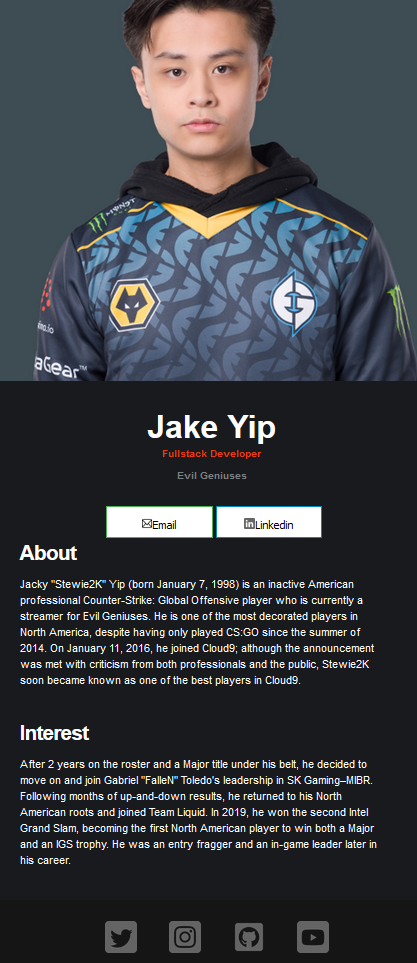 MONST
no.io
aGear™
Jake Yip
Fullstack Developer
Evil Geniuses
Email
Linkedin
About
Jacky "Stewie2K" Yip (born January 7, 1998) is an inactive American
professional Counter-Strike: Global Offensive player who is currently a
streamer for Evil Geniuses. He is one of the most decorated players in
North America, despite having only played CS:GO since the summer of
2014. On January 11, 2016, he joined Cloud9; although the announcement
was met with criticism from both professionals and the public, Stewie2K
soon became known as one of the best players in Cloud9.
Interest
After 2 years on the roster and a Major title under his belt, he decided to
move on and join Gabriel "FalleN" Toledo's leadership in SK Gaming–MIBR.
Following months of up-and-down results, he returned to his North
American roots and joined Team Liquid. In 2019, he won the second Intel
Grand Slam, becoming the first North American player to win both a Major
and an IGS trophy. He was an entry fragger and an in-game leader later in
his career.